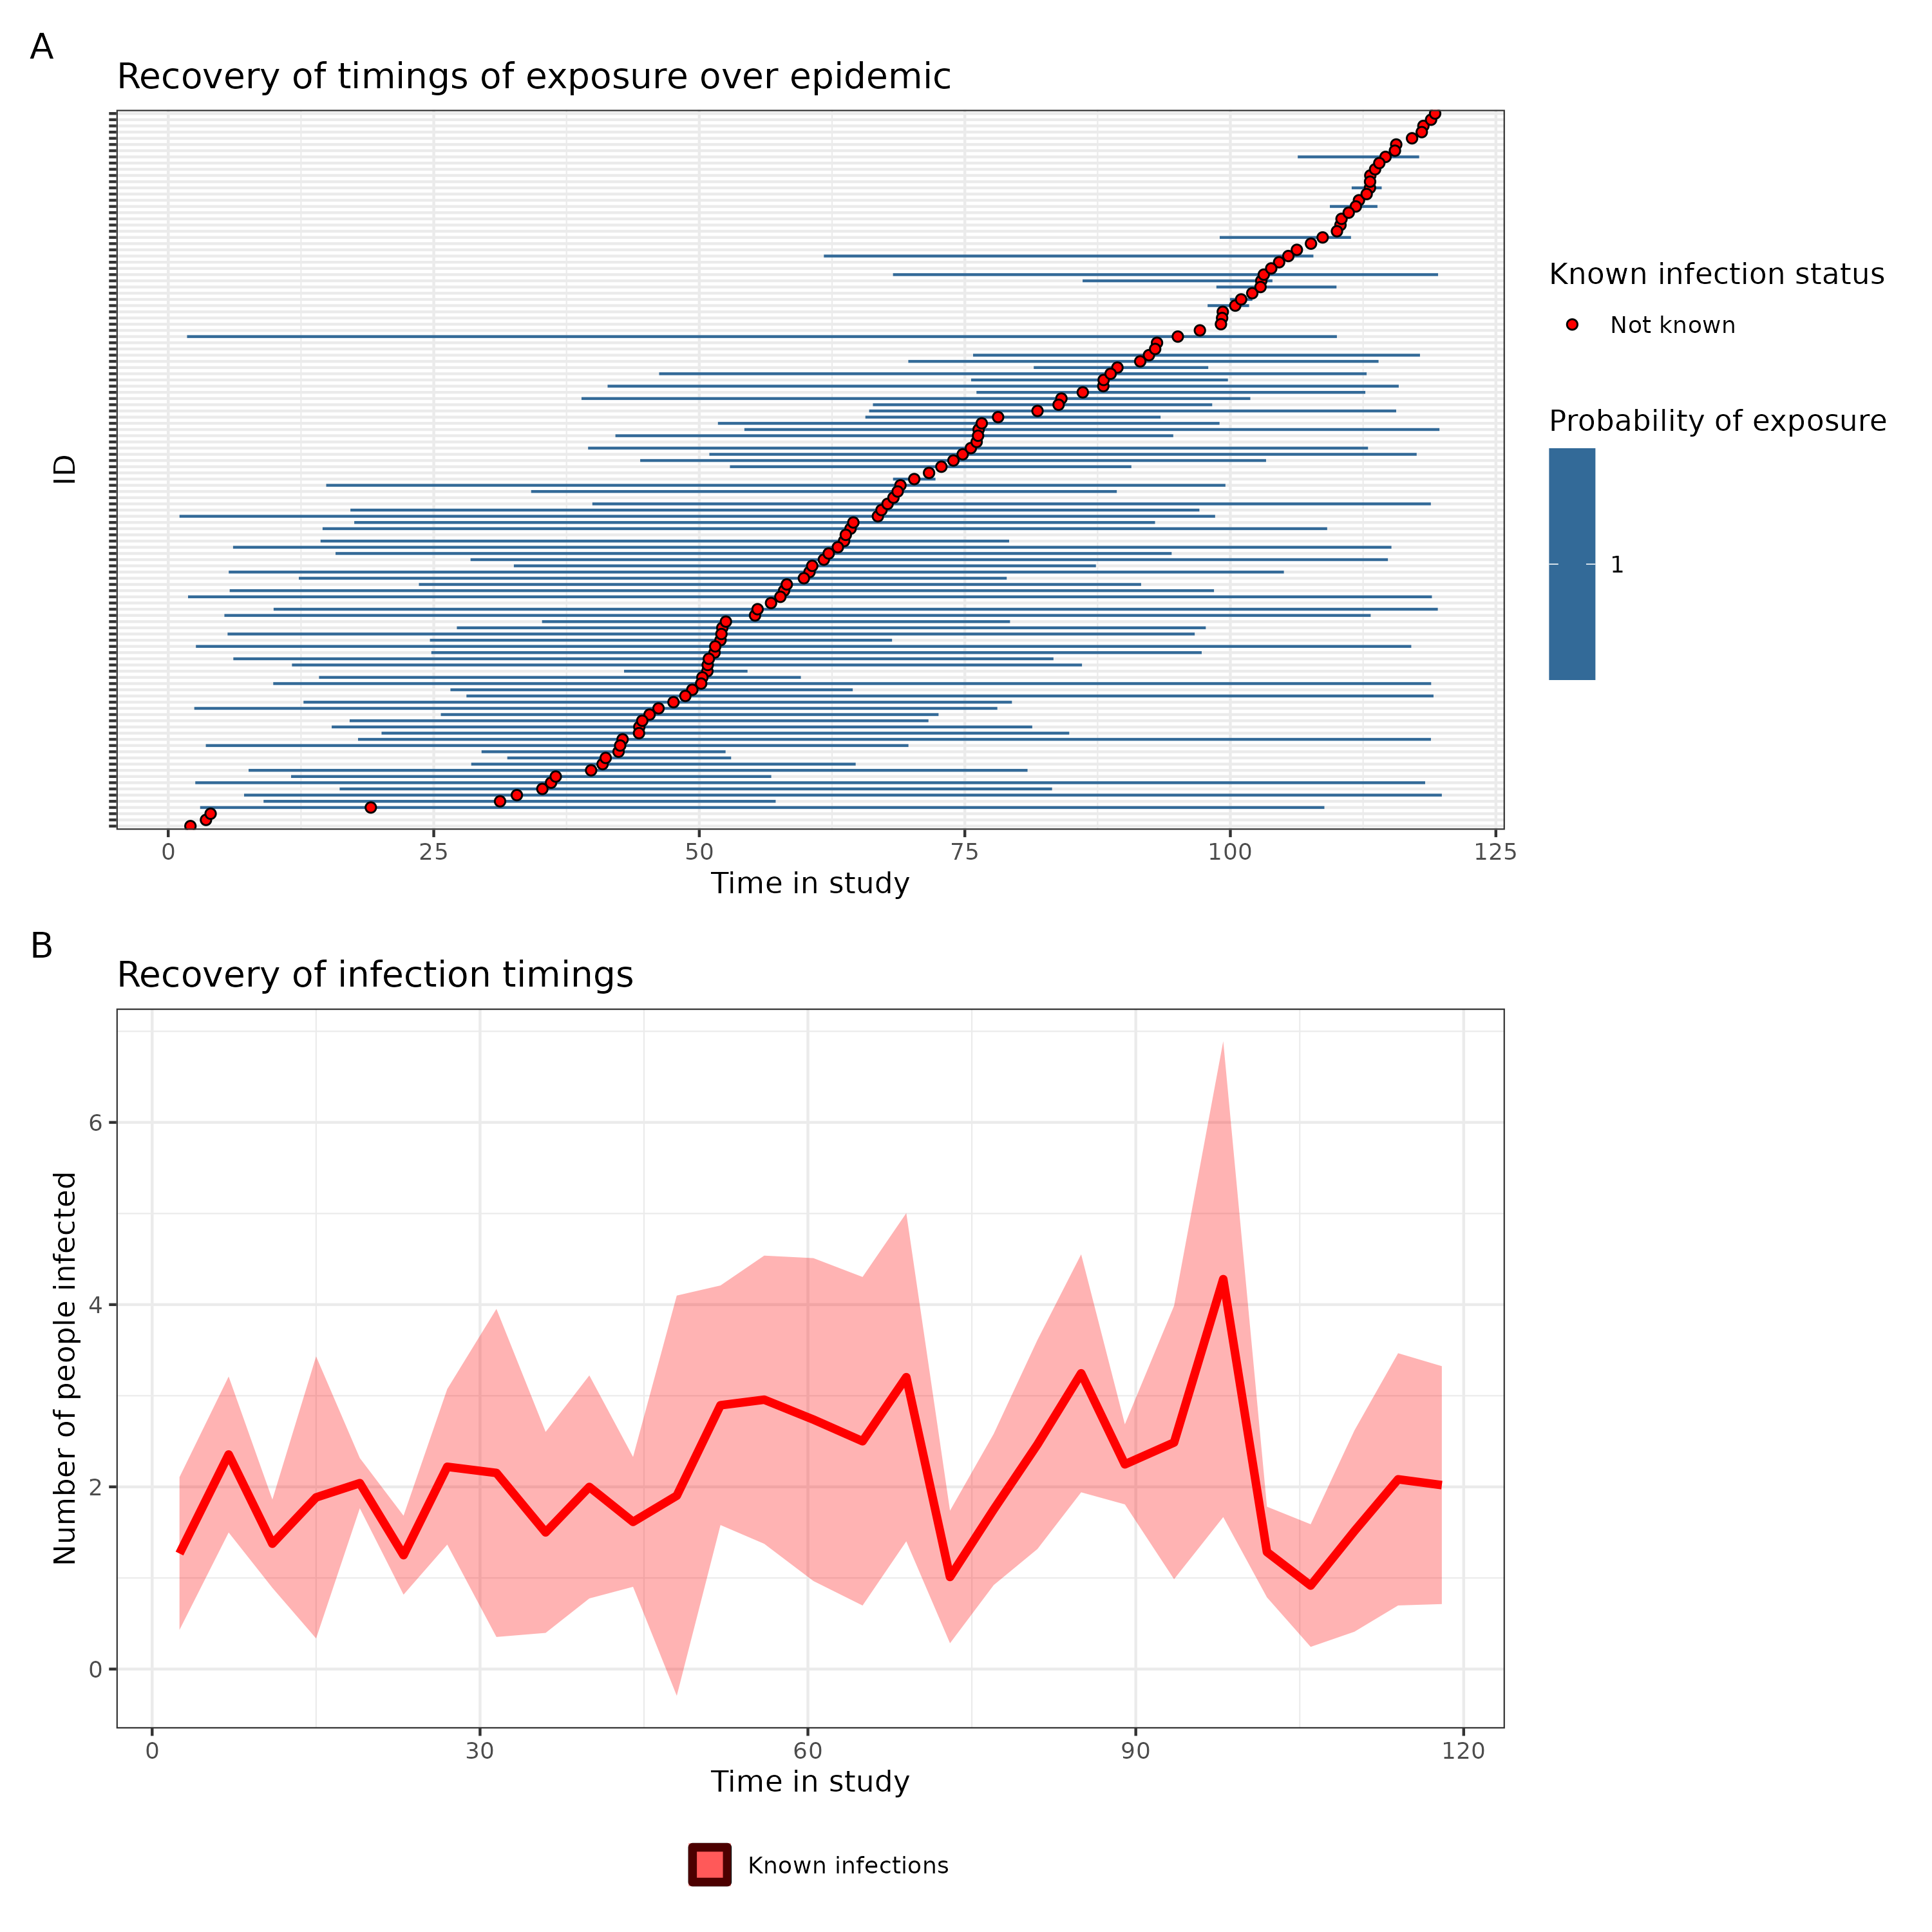 A
Recovery of timings of exposure over epidemic
ID
0 25 50 75 100 125
Time in study
Known infection status
Not known
Probability of exposure
1
B
Recovery of infection timings
Number of people infected
6
4
2
0
0 30 60 90 120
Time in study
Known infections